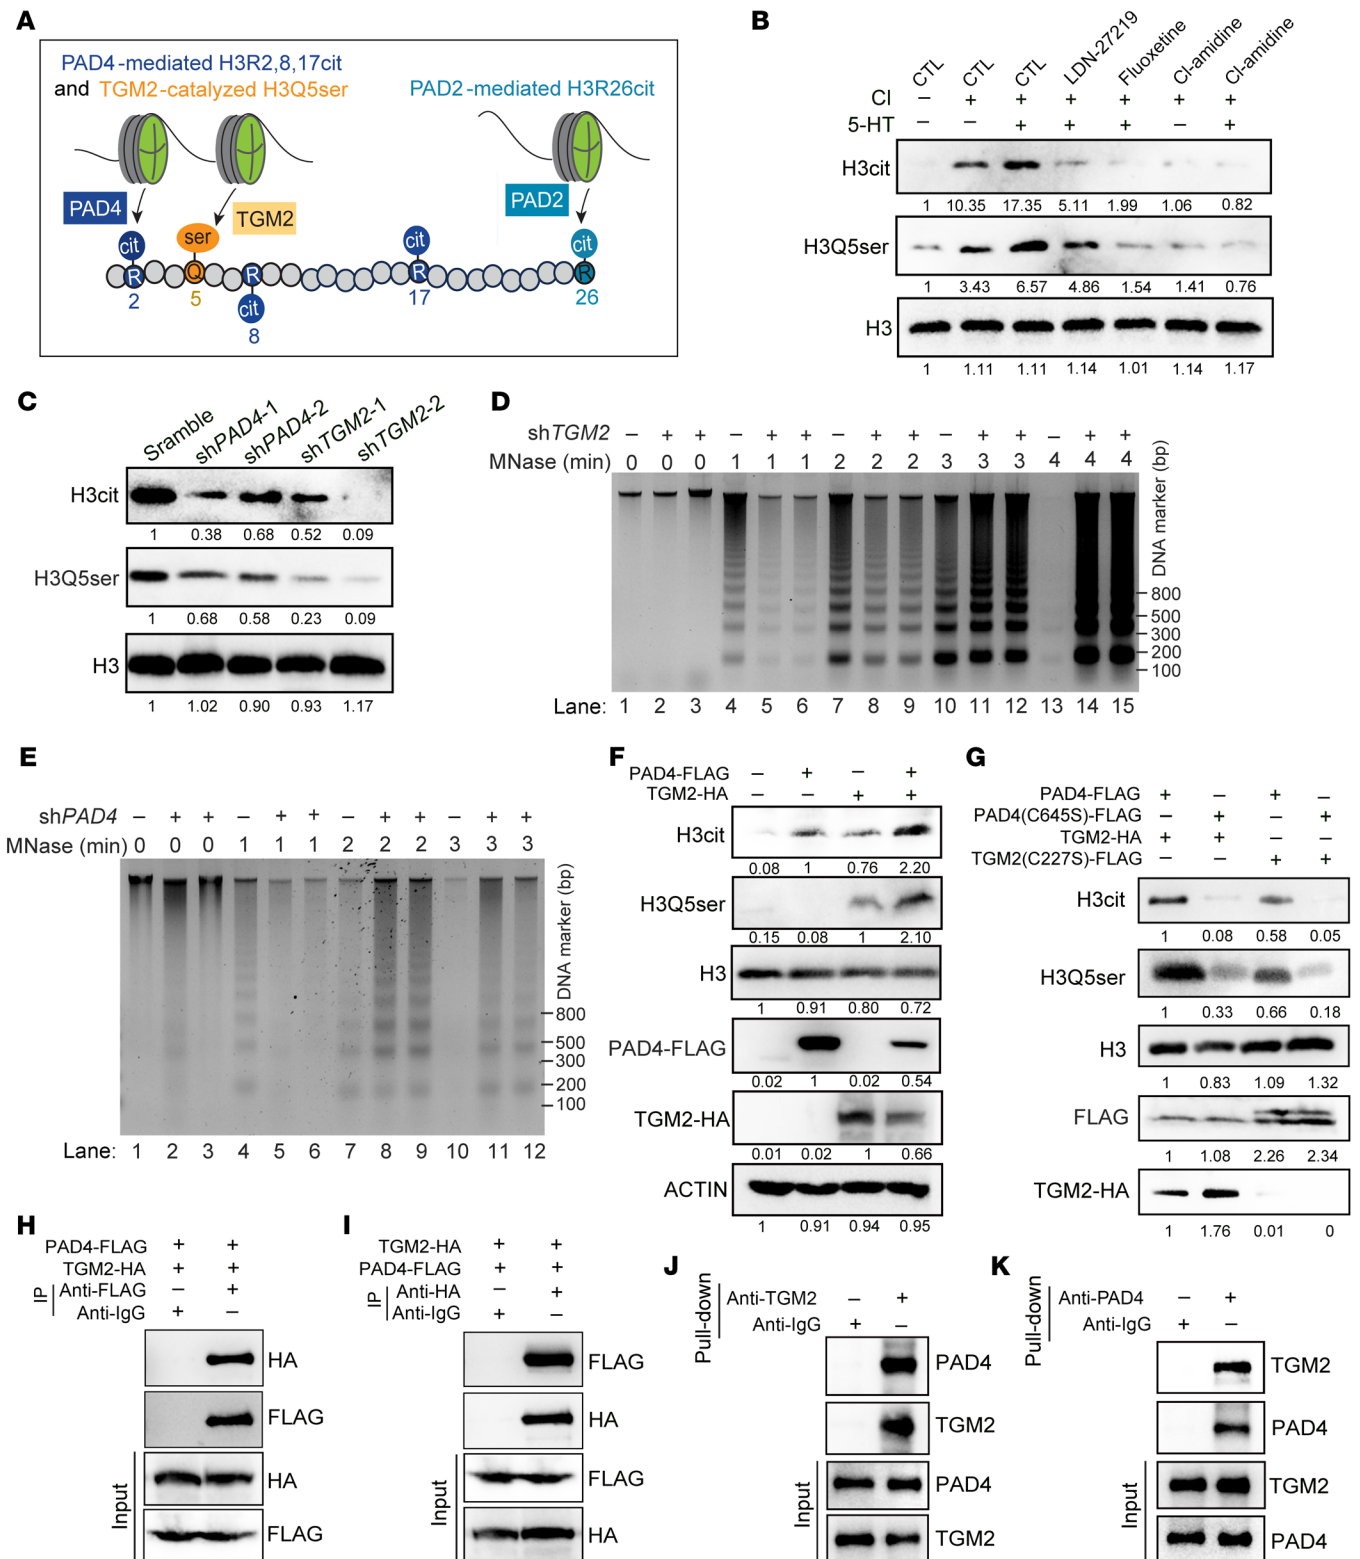 A
PAD4-mediated H3R2,8,17cit
and TGM2-catalyzed H3Q5ser
PAD2-mediated H3R26cit
PAD4
TGM2
PAD2
cit ser cit cit
R Q R R R
2 5 17 26
cit
8
B
CTL CTL CTL LDN-27219 Fluoxetine Cl-amidine Cl-amidine
CI – + + + + + +
5-HT – – + + + – +
H3cit
1 10.35 17.35 5.11 1.99 1.06 0.82
H3Q5ser
1 3.43 6.57 4.86 1.54 1.41 0.76
H3
1 1.11 1.11 1.14 1.01 1.14 1.17
C
Sramble shPAD4-1 shPAD4-2 shTGM2-1 shTGM2-2
H3cit
1 0.38 0.68 0.52 0.09
H3Q5ser
1 0.68 0.58 0.23 0.09
H3
1 1.02 0.90 0.93 1.17
D
shTGM2 – + + – + + – + + – + + – + +
MNase (min) 0 0 0 1 1 1 2 2 2 3 3 3 4 4 4
DNA marker (bp)
800
500
300
200
100
Lane: 1 2 3 4 5 6 7 8 9 10 11 12 13 14 15
E
shPAD4 – + + – + + – + + – + +
MNase (min) 0 0 0 1 1 1 2 2 2 3 3 3
DNA marker (bp)
800
500
300
200
100
Lane: 1 2 3 4 5 6 7 8 9 10 11 12
F
PAD4-FLAG – + – +
TGM2-HA – – + +
H3cit
0.08 1 0.76 2.20
H3Q5ser
0.15 0.08 1 2.10
H3
1 0.91 0.80 0.72
PAD4-FLAG
0.02 1 0.02 0.54
TGM2-HA
0.01 0.02 1 0.66
ACTIN
1 0.91 0.94 0.95
G
PAD4-FLAG + – + –
PAD4(C645S)-FLAG – + – +
TGM2-HA + + – –
TGM2(C227S)-FLAG – – + +
H3cit
1 0.08 0.58 0.05
H3Q5ser
1 0.33 0.66 0.18
H3
1 0.83 1.09 1.32
FLAG
1 1.08 2.26 2.34
TGM2-HA
1 1.76 0.01 0
H
PAD4-FLAG + +
TGM2-HA + +
IP
Anti-FLAG – +
Anti-IgG + –
HA
FLAG
Input
HA
FLAG
I
TGM2-HA + +
PAD4-FLAG + +
IP
Anti-HA – +
Anti-IgG + –
FLAG
HA
Input
FLAG
HA
J
Pull-down
Anti-TGM2 – +
Anti-IgG + –
PAD4
TGM2
Input
PAD4
TGM2
K
Pull-down
Anti-PAD4 – +
Anti-IgG + –
TGM2
PAD4
Input
TGM2
PAD4